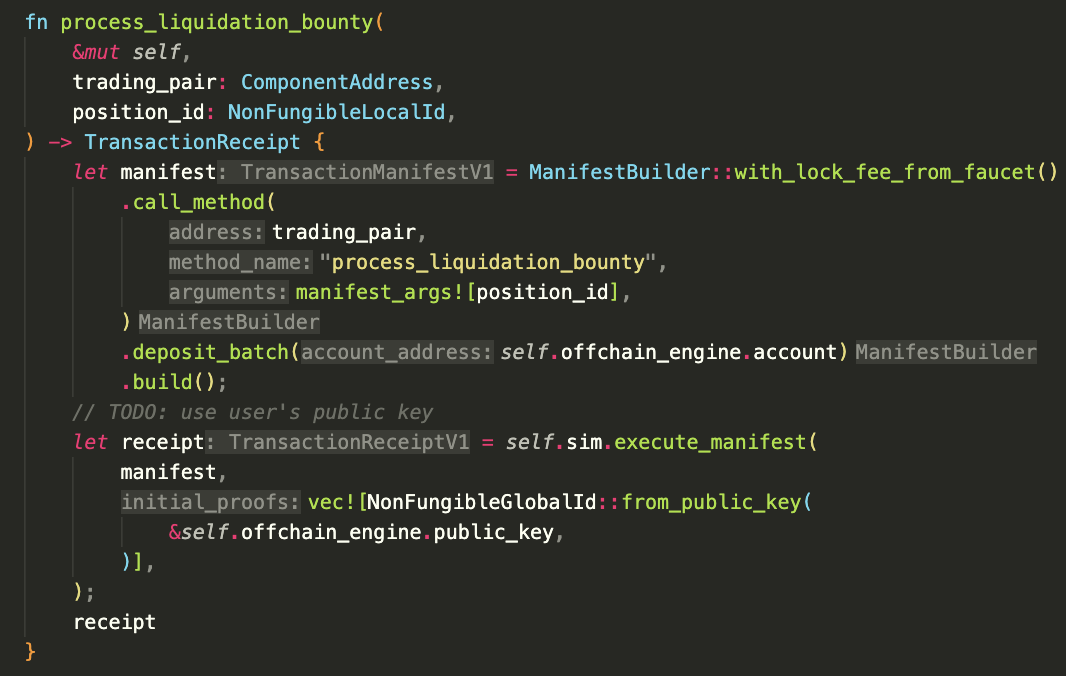 fn process_liquidation_bounty(
    &mut self,
    trading_pair: ComponentAddress,
    position_id: NonFungibleLocalId,
) -> TransactionReceipt {
    let manifest: TransactionManifestV1 = ManifestBuilder::with_lock_fee_from_faucet()
        .call_method(
            address: trading_pair,
            method_name: "process_liquidation_bounty",
            arguments: manifest_args![position_id],
        ) ManifestBuilder
        .deposit_batch(account_address: self.offchain_engine.account) ManifestBuilder
        .build();
    // TODO: use user's public key
    let receipt: TransactionReceiptV1 = self.sim.execute_manifest(
        manifest,
        initial_proofs: vec![NonFungibleGlobalId::from_public_key(
            &self.offchain_engine.public_key,
        )],
    );
    receipt
}